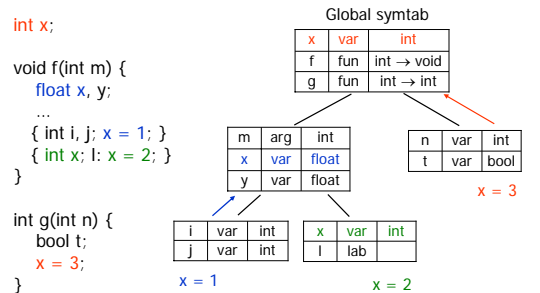 int x;
void f(int m) {
float x, y;
...
{ int i, j; x = 1; }
{ int x; l: x = 2; }
}
int g(int n) {
bool t;
x = 3;
}
Global symtab
x var int
f fun int → void
g fun int → int
m arg int
x var float
y var float
n var int
t var bool
x = 3
i var int
j var int
x = 1
x var int
l lab
x = 2